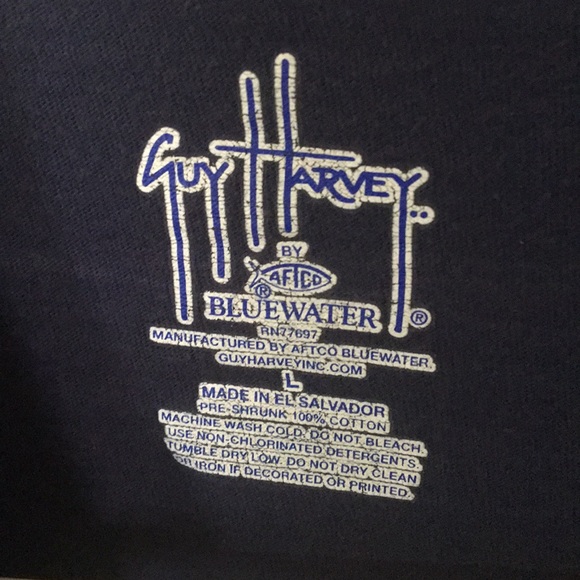 GUY HARVEY
BY
AFTCO
BLUEWATER®
RN77697
MANUFACTURED BY AFTCO BLUEWATER.
GUYHARVEYINC.COM
L
MADE IN EL SALVADOR
PRE-SHRUNK 100% COTTON
MACHINE WASH COLD. DO NOT BLEACH.
USE NON-CHLORINATED DETERGENTS.
TUMBLE DRY LOW. DO NOT DRY CLEAN
OR IRON IF DECORATED OR PRINTED.